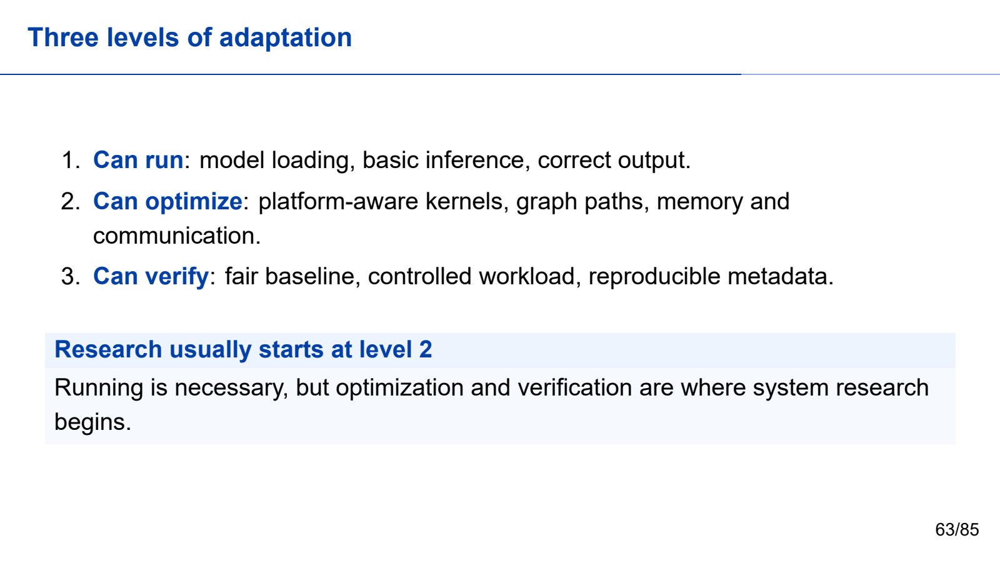 Three levels of adaptation
1. Can run: model loading, basic inference, correct output.
2. Can optimize: platform-aware kernels, graph paths, memory and
communication.
3. Can verify: fair baseline, controlled workload, reproducible metadata.
Research usually starts at level 2
Running is necessary, but optimization and verification are where system research
begins.
63/85